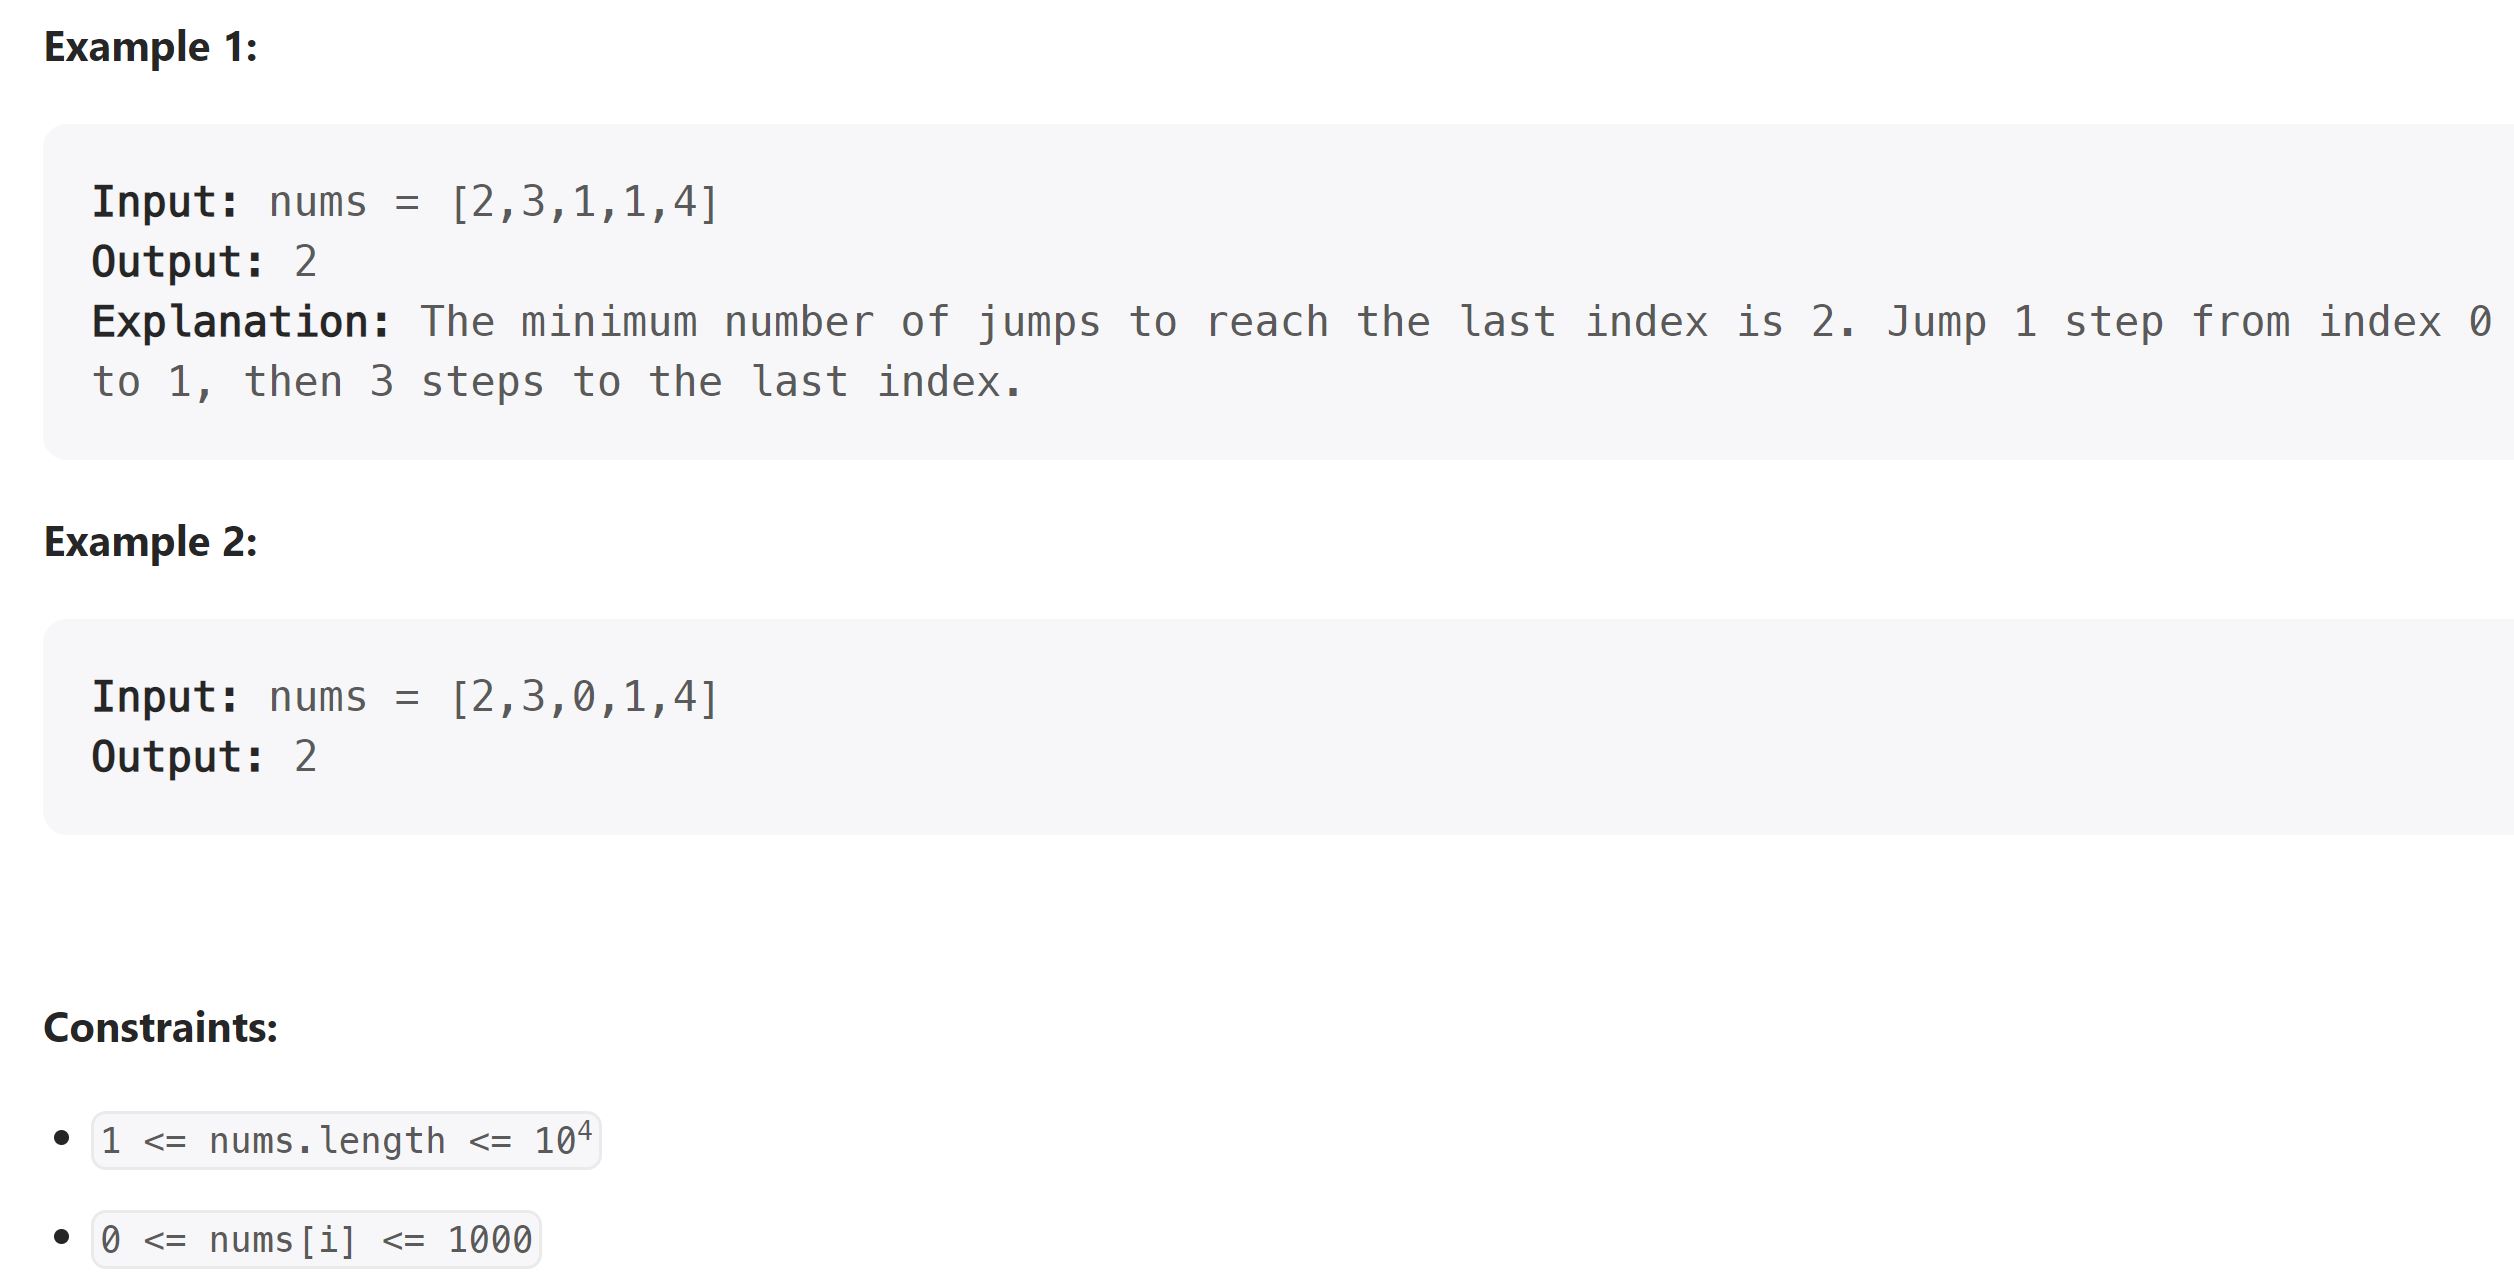 Example 1:
Input: nums = [2,3,1,1,4]
Output: 2
Explanation: The minimum number of jumps to reach the last index is 2. Jump 1 step from index 0
to 1, then 3 steps to the last index.
Example 2:
Input: nums = [2,3,0,1,4]
Output: 2
Constraints:
• 1 <= nums.length <= 10⁴
• 0 <= nums[i] <= 1000